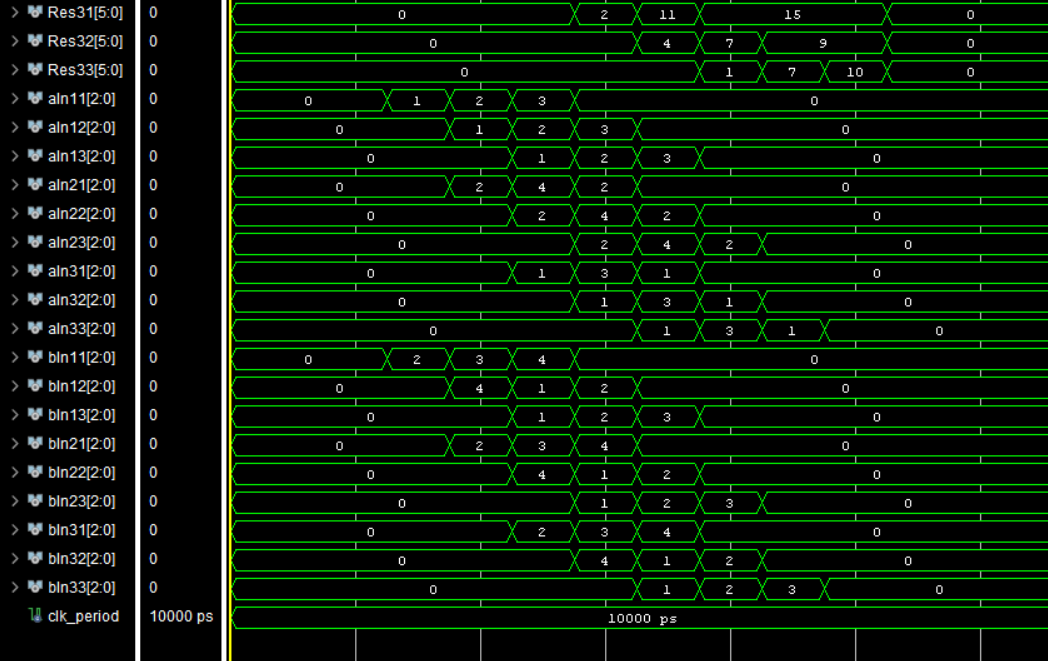 Res31[5:0] 0 0 2 11 15 0
Res32[5:0] 0 0 4 7 9 0
Res33[5:0] 0 0 1 7 10 0
aIn11[2:0] 0 0 1 2 3 0
aIn12[2:0] 0 0 1 2 3 0
aIn13[2:0] 0 0 1 2 3 0
aIn21[2:0] 0 0 2 4 2 0
aIn22[2:0] 0 0 2 4 2 0
aIn23[2:0] 0 0 2 4 2 0
aIn31[2:0] 0 0 1 3 1 0
aIn32[2:0] 0 0 1 3 1 0
aIn33[2:0] 0 0 1 3 1 0
bIn11[2:0] 0 0 2 3 4 0
bIn12[2:0] 0 0 4 1 2 0
bIn13[2:0] 0 0 1 2 3 0
bIn21[2:0] 0 0 2 3 4 0
bIn22[2:0] 0 0 4 1 2 0
bIn23[2:0] 0 0 1 2 3 0
bIn31[2:0] 0 0 2 3 4 0
bIn32[2:0] 0 0 4 1 2 0
bIn33[2:0] 0 0 1 2 3 0
clk_period 10000 ps 10000 ps